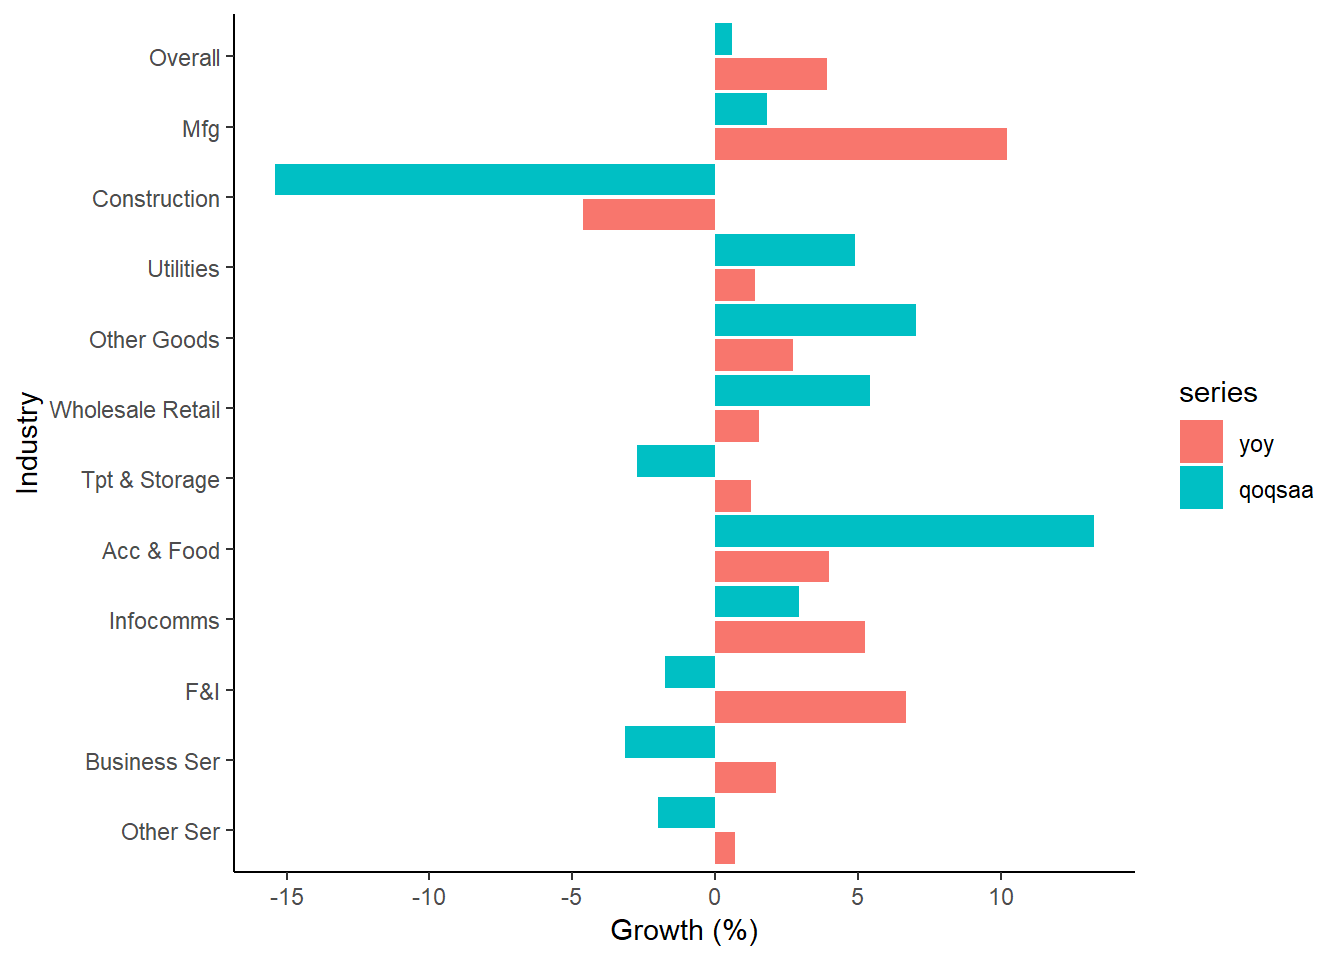 Overall
Mfg
Construction
Utilities
Other Goods
Wholesale Retail
Tpt & Storage
Acc & Food
Infocomms
F&I
Business Ser
Other Ser
Industry
-15 -10 -5 0 5 10
Growth (%)
series
yoy
qoqsaa